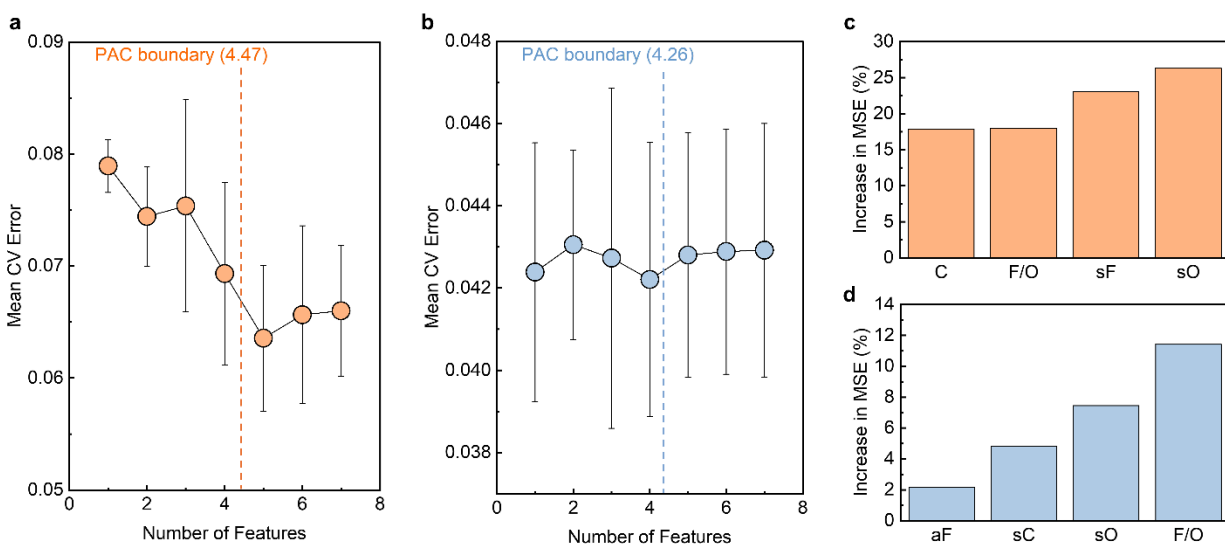 a
PAC boundary (4.47)
0.09
0.08
0.07
0.06
0.05
Mean CV Error
0
2
4
6
8
Number of Features
b
PAC boundary (4.26)
0.048
0.046
0.044
0.042
0.040
0.038
Mean CV Error
0
2
4
6
8
Number of Features
c
30
25
20
15
10
5
0
Increase in MSE (%)
C
F/O
sF
sO
d
14
12
10
8
6
4
2
0
Increase in MSE (%)
aF
sC
sO
F/O